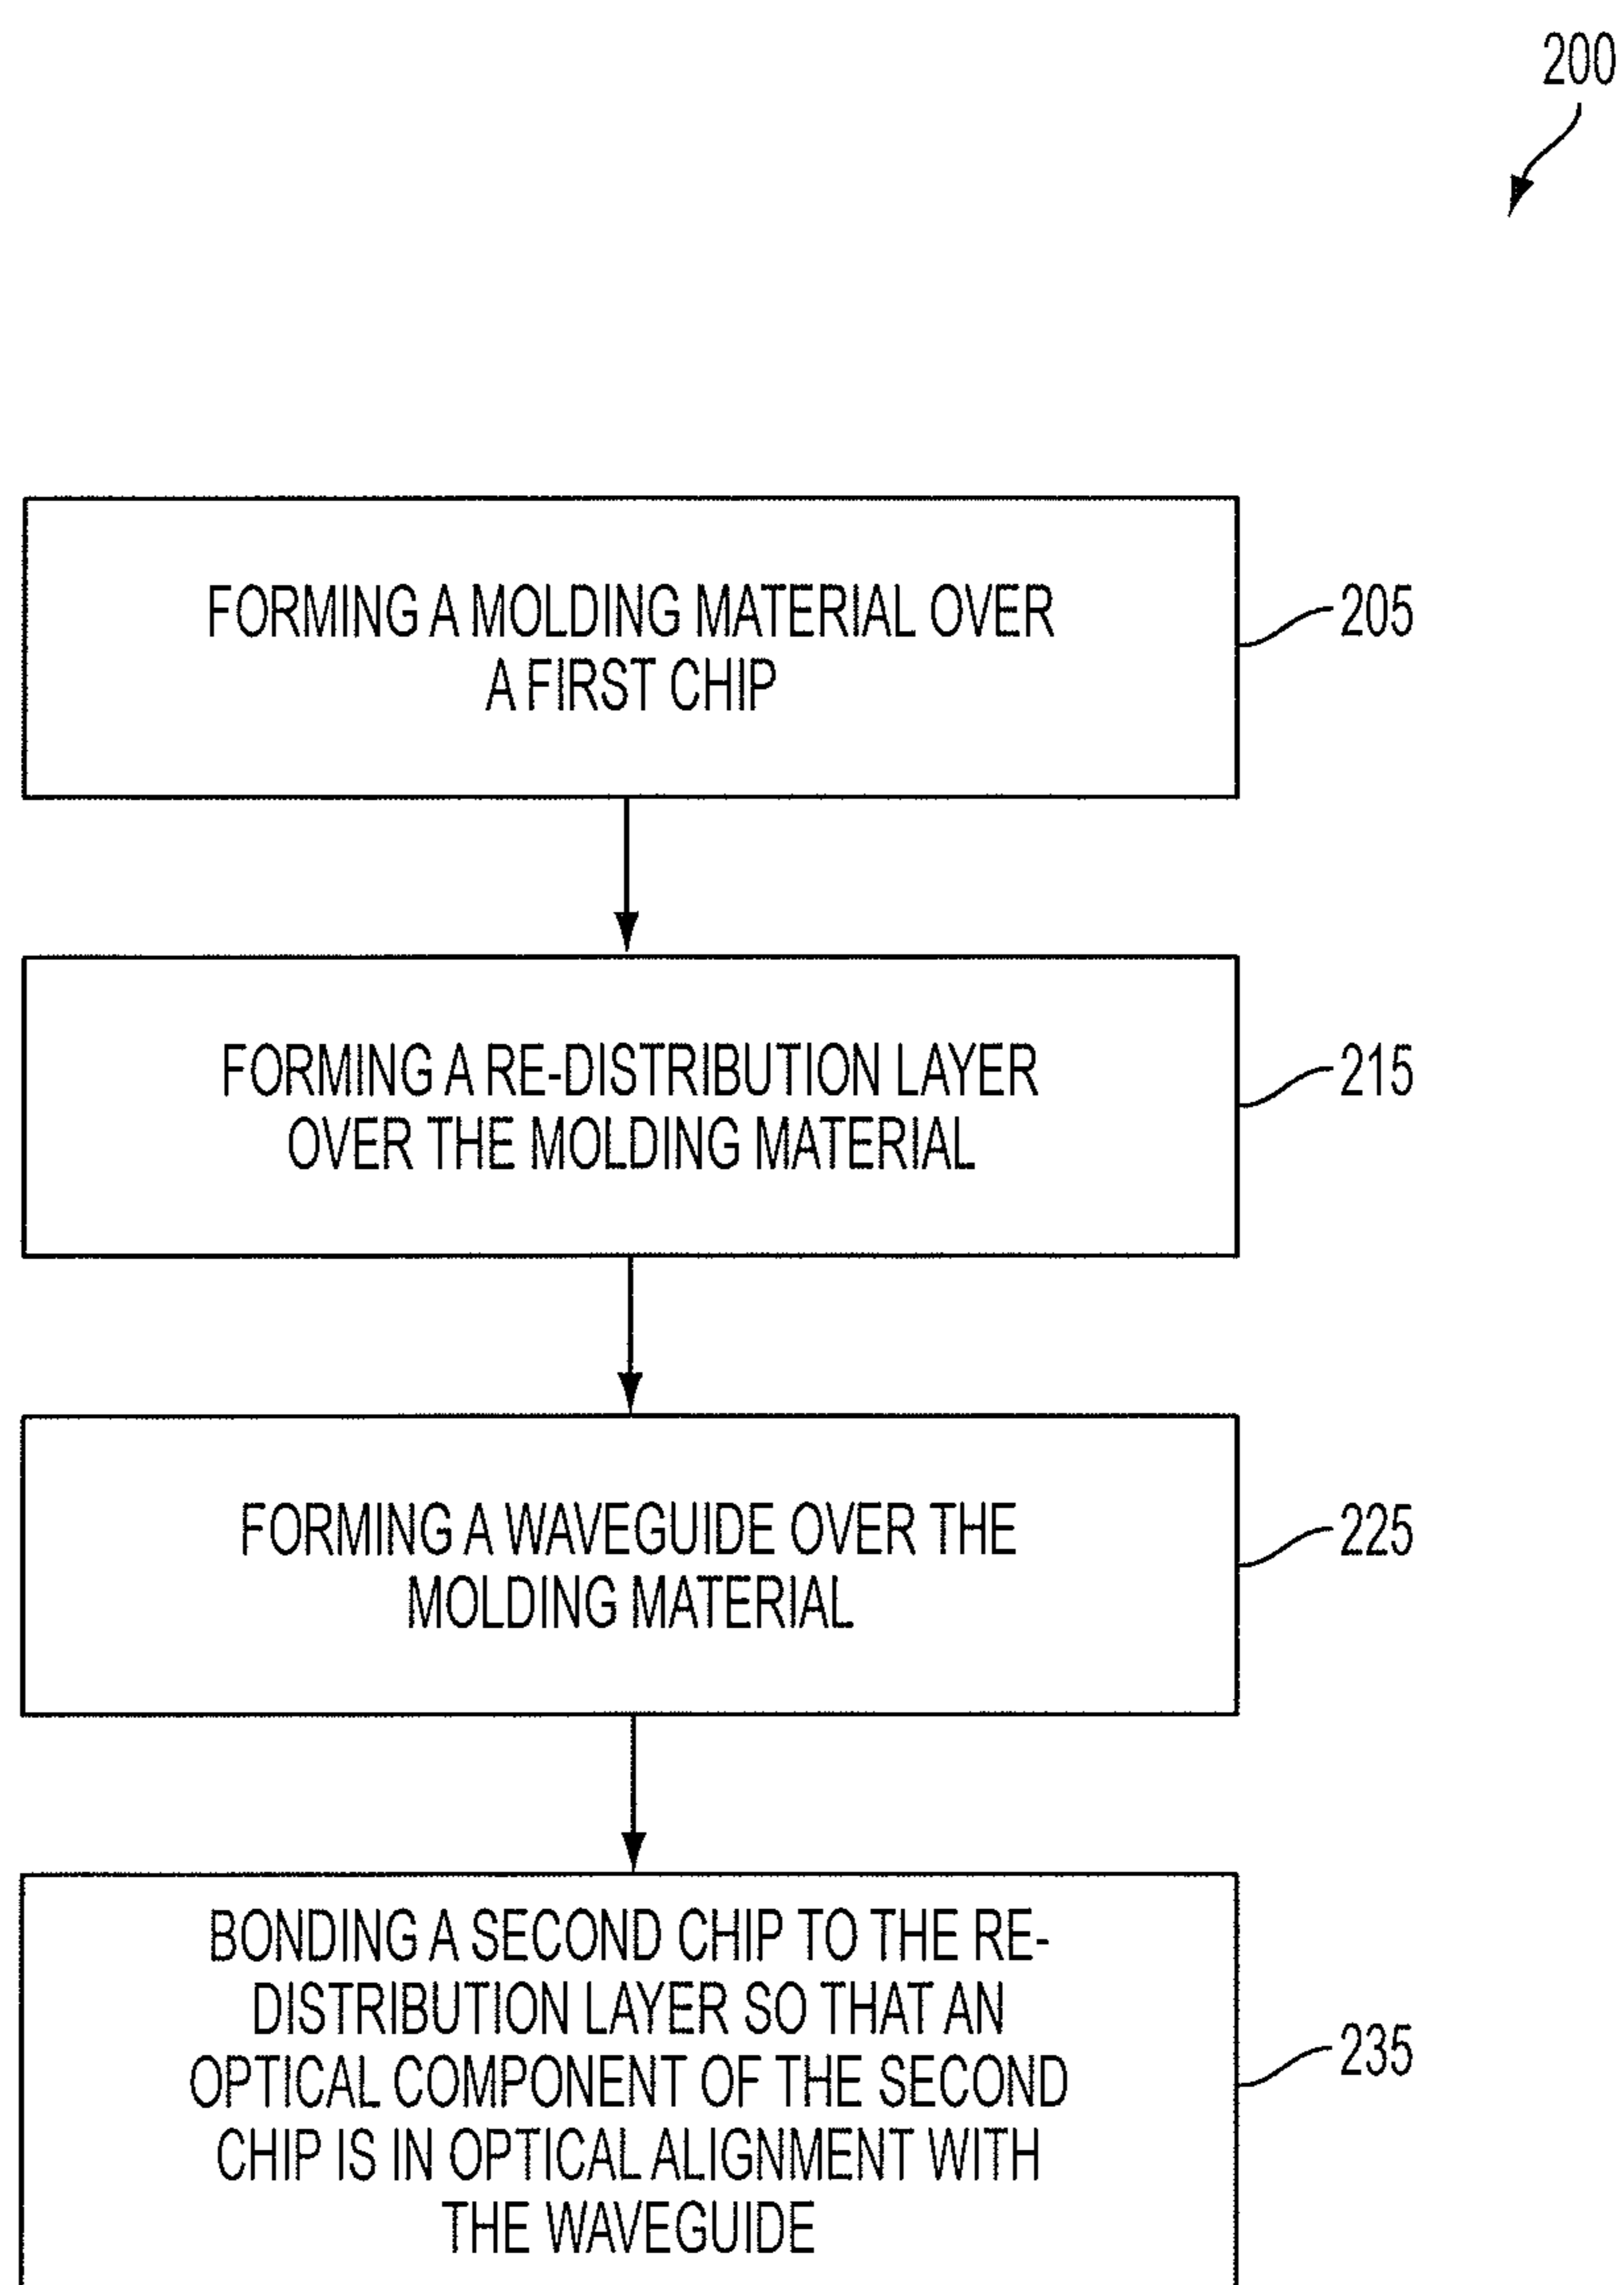 200
FORMING A MOLDING MATERIAL OVER
A FIRST CHIP
205
FORMING A RE-DISTRIBUTION LAYER
OVER THE MOLDING MATERIAL
215
FORMING A WAVEGUIDE OVER THE
MOLDING MATERIAL
225
BONDING A SECOND CHIP TO THE RE-
DISTRIBUTION LAYER SO THAT AN
OPTICAL COMPONENT OF THE SECOND
CHIP IS IN OPTICAL ALIGNMENT WITH
THE WAVEGUIDE
235